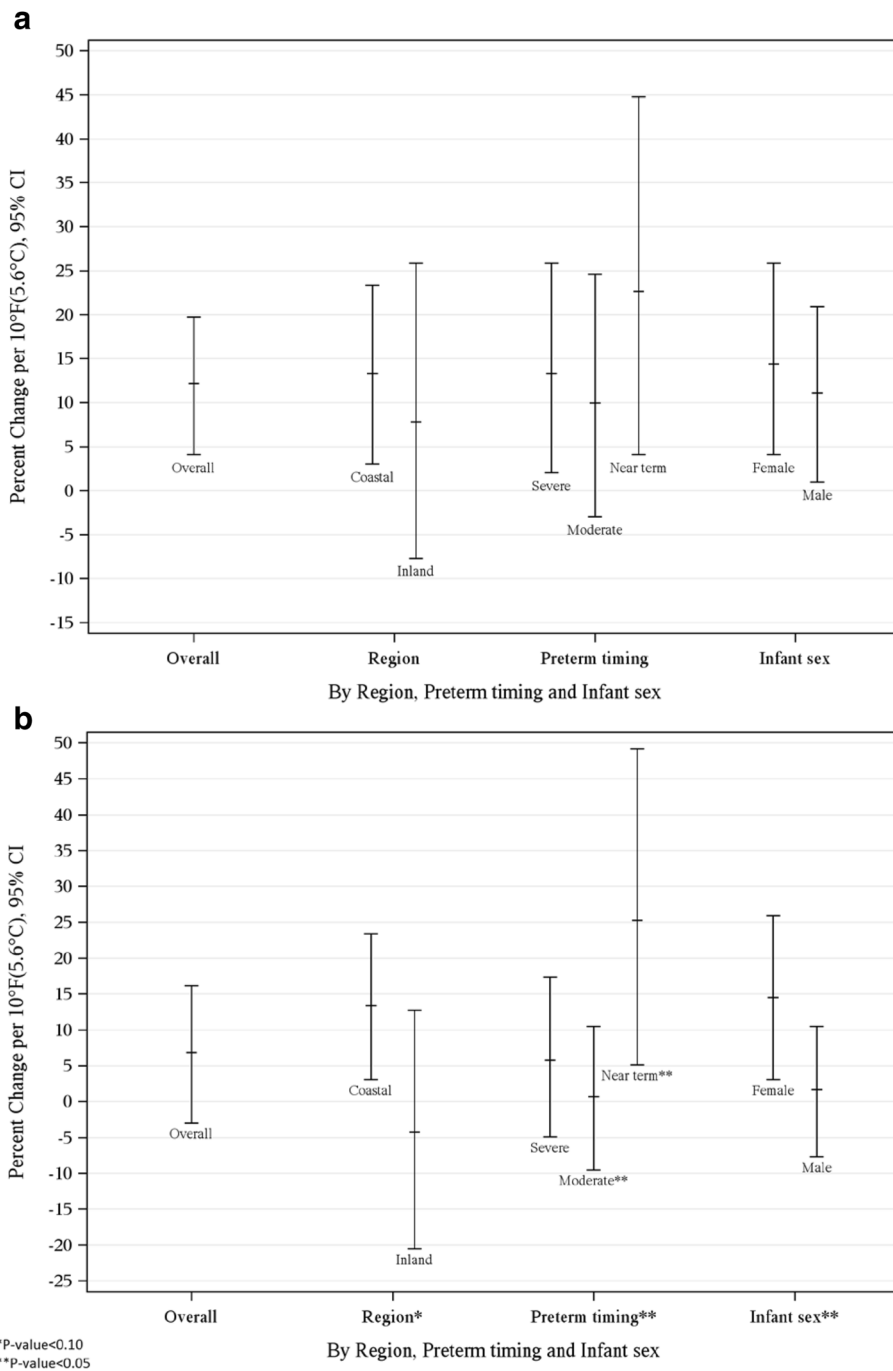 a
Percent Change per 10°F(5.6°C), 95% CI
50
45
40
35
30
25
20
15
10
5
0
-5
-10
-15
Overall
Coastal
Inland
Severe
Moderate
Near term
Female
Male
Overall Region Preterm timing Infant sex
By Region, Preterm timing and Infant sex
b
Percent Change per 10°F(5.6°C), 95% CI
50
45
40
35
30
25
20
15
10
5
0
-5
-10
-15
-20
-25
Overall
Coastal
Inland
Severe
Moderate**
Near term**
Female
Male
Overall Region* Preterm timing** Infant sex**
*P-value<0.10
**P-value<0.05
By Region, Preterm timing and Infant sex